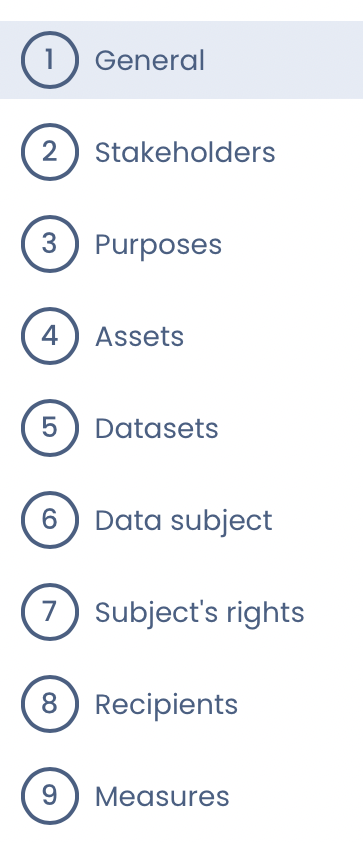 1 General
2 Stakeholders
3 Purposes
4 Assets
5 Datasets
6 Data subject
7 Subject's rights
8 Recipients
9 Measures